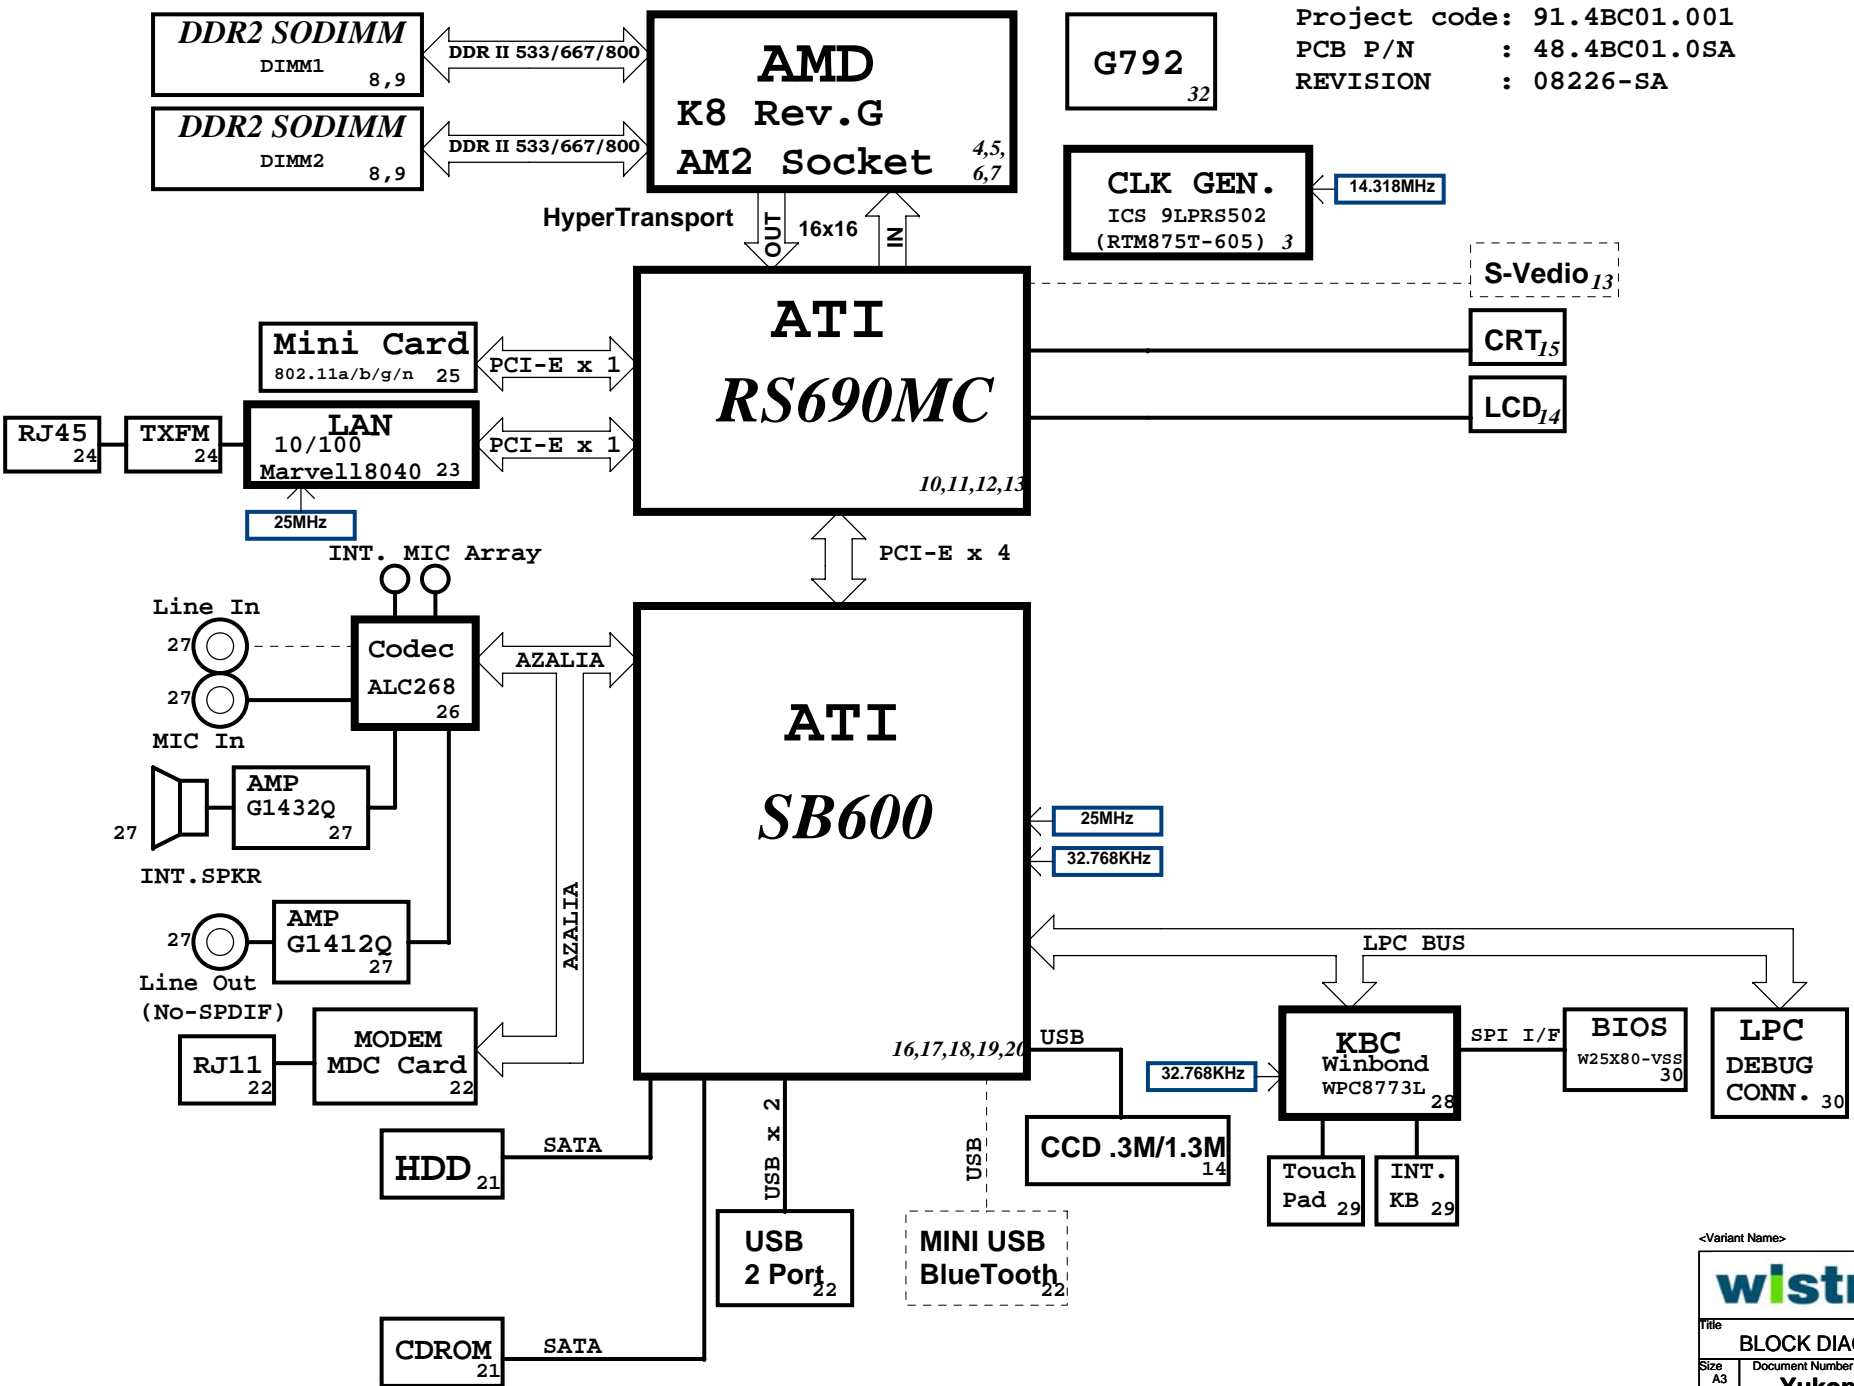 Project code: 91.4BC01.001
PCB P/N : 48.4BC01.0SA
REVISION : 08226-SA
DDR2 SODIMM
DIMM1
8,9
DDR II 533/667/800
DDR2 SODIMM
DIMM2
8,9
DDR II 533/667/800
AMD
K8 Rev.G
AM2 Socket
4,5,
6,7
G792
32
CLK GEN.
ICS 9LPRS502
(RTM875T-605) 3
14.318MHz
HyperTransport
OUT
16x16
IN
S-Vedio 13
CRT 15
LCD 14
ATI
RS690MC
10,11,12,13
Mini Card
802.11a/b/g/n 25
PCI-E x 1
RJ45
24
TXFM
24
LAN
10/100
Marvell8040 23
PCI-E x 1
25MHz
PCI-E x 4
INT. MIC Array
Line In
27
27
MIC In
Codec
ALC268
26
AZALIA
AZALIA
AMP
G1432Q
27
27
INT.SPKR
AMP
G1412Q
27
27
Line Out
(No-SPDIF)
RJ11
22
MODEM
MDC Card
22
ATI
SB600
16,17,18,19,20
25MHz
32.768KHz
LPC BUS
USB
32.768KHz
KBC
Winbond
WPC8773L
28
SPI I/F
BIOS
W25X80-VSS
30
LPC
DEBUG
CONN. 30
Touch
Pad 29
INT.
KB 29
CCD .3M/1.3M
14
HDD 21
SATA
USB x 2
USB
USB
2 Port
22
MINI USB
BlueTooth
22
CDROM
21
SATA
<Variant Name>
wist
Title
BLOCK DIA
Size
A3
Document Number